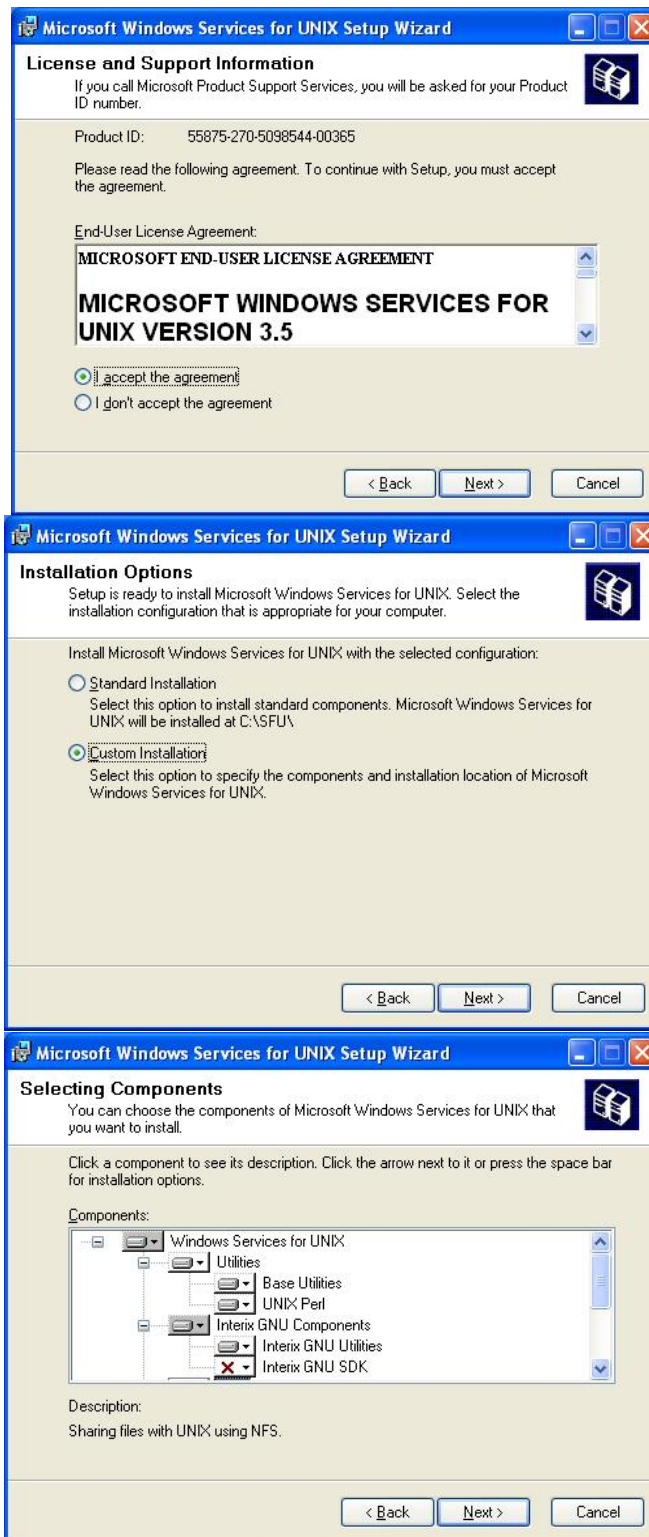 Microsoft Windows Services for UNIX Setup Wizard
License and Support Information
If you call Microsoft Product Support Services, you will be asked for your Product
ID number.
Product ID: 55875-270-5098544-00365
Please read the following agreement. To continue with Setup, you must accept
the agreement.
End-User License Agreement:
MICROSOFT END-USER LICENSE AGREEMENT
MICROSOFT WINDOWS SERVICES FOR
UNIX VERSION 3.5
I accept the agreement
I don't accept the agreement
< Back Next > Cancel
Microsoft Windows Services for UNIX Setup Wizard
Installation Options
Setup is ready to install Microsoft Windows Services for UNIX. Select the
installation configuration that is appropriate for your computer.
Install Microsoft Windows Services for UNIX with the selected configuration:
Standard Installation
Select this option to install standard components. Microsoft Windows Services for
UNIX will be installed at C:\SFU\
Custom Installation
Select this option to specify the components and installation location of Microsoft
Windows Services for UNIX.
< Back Next > Cancel
Microsoft Windows Services for UNIX Setup Wizard
Selecting Components
You can choose the components of Microsoft Windows Services for UNIX that
you want to install.
Click a component to see its description. Click the arrow next to it or press the space bar
for installation options.
Components:
Windows Services for UNIX
Utilities
Base Utilities
UNIX Perl
Interix GNU Components
Interix GNU Utilities
Interix GNU SDK
Description:
Sharing files with UNIX using NFS.
< Back Next > Cancel